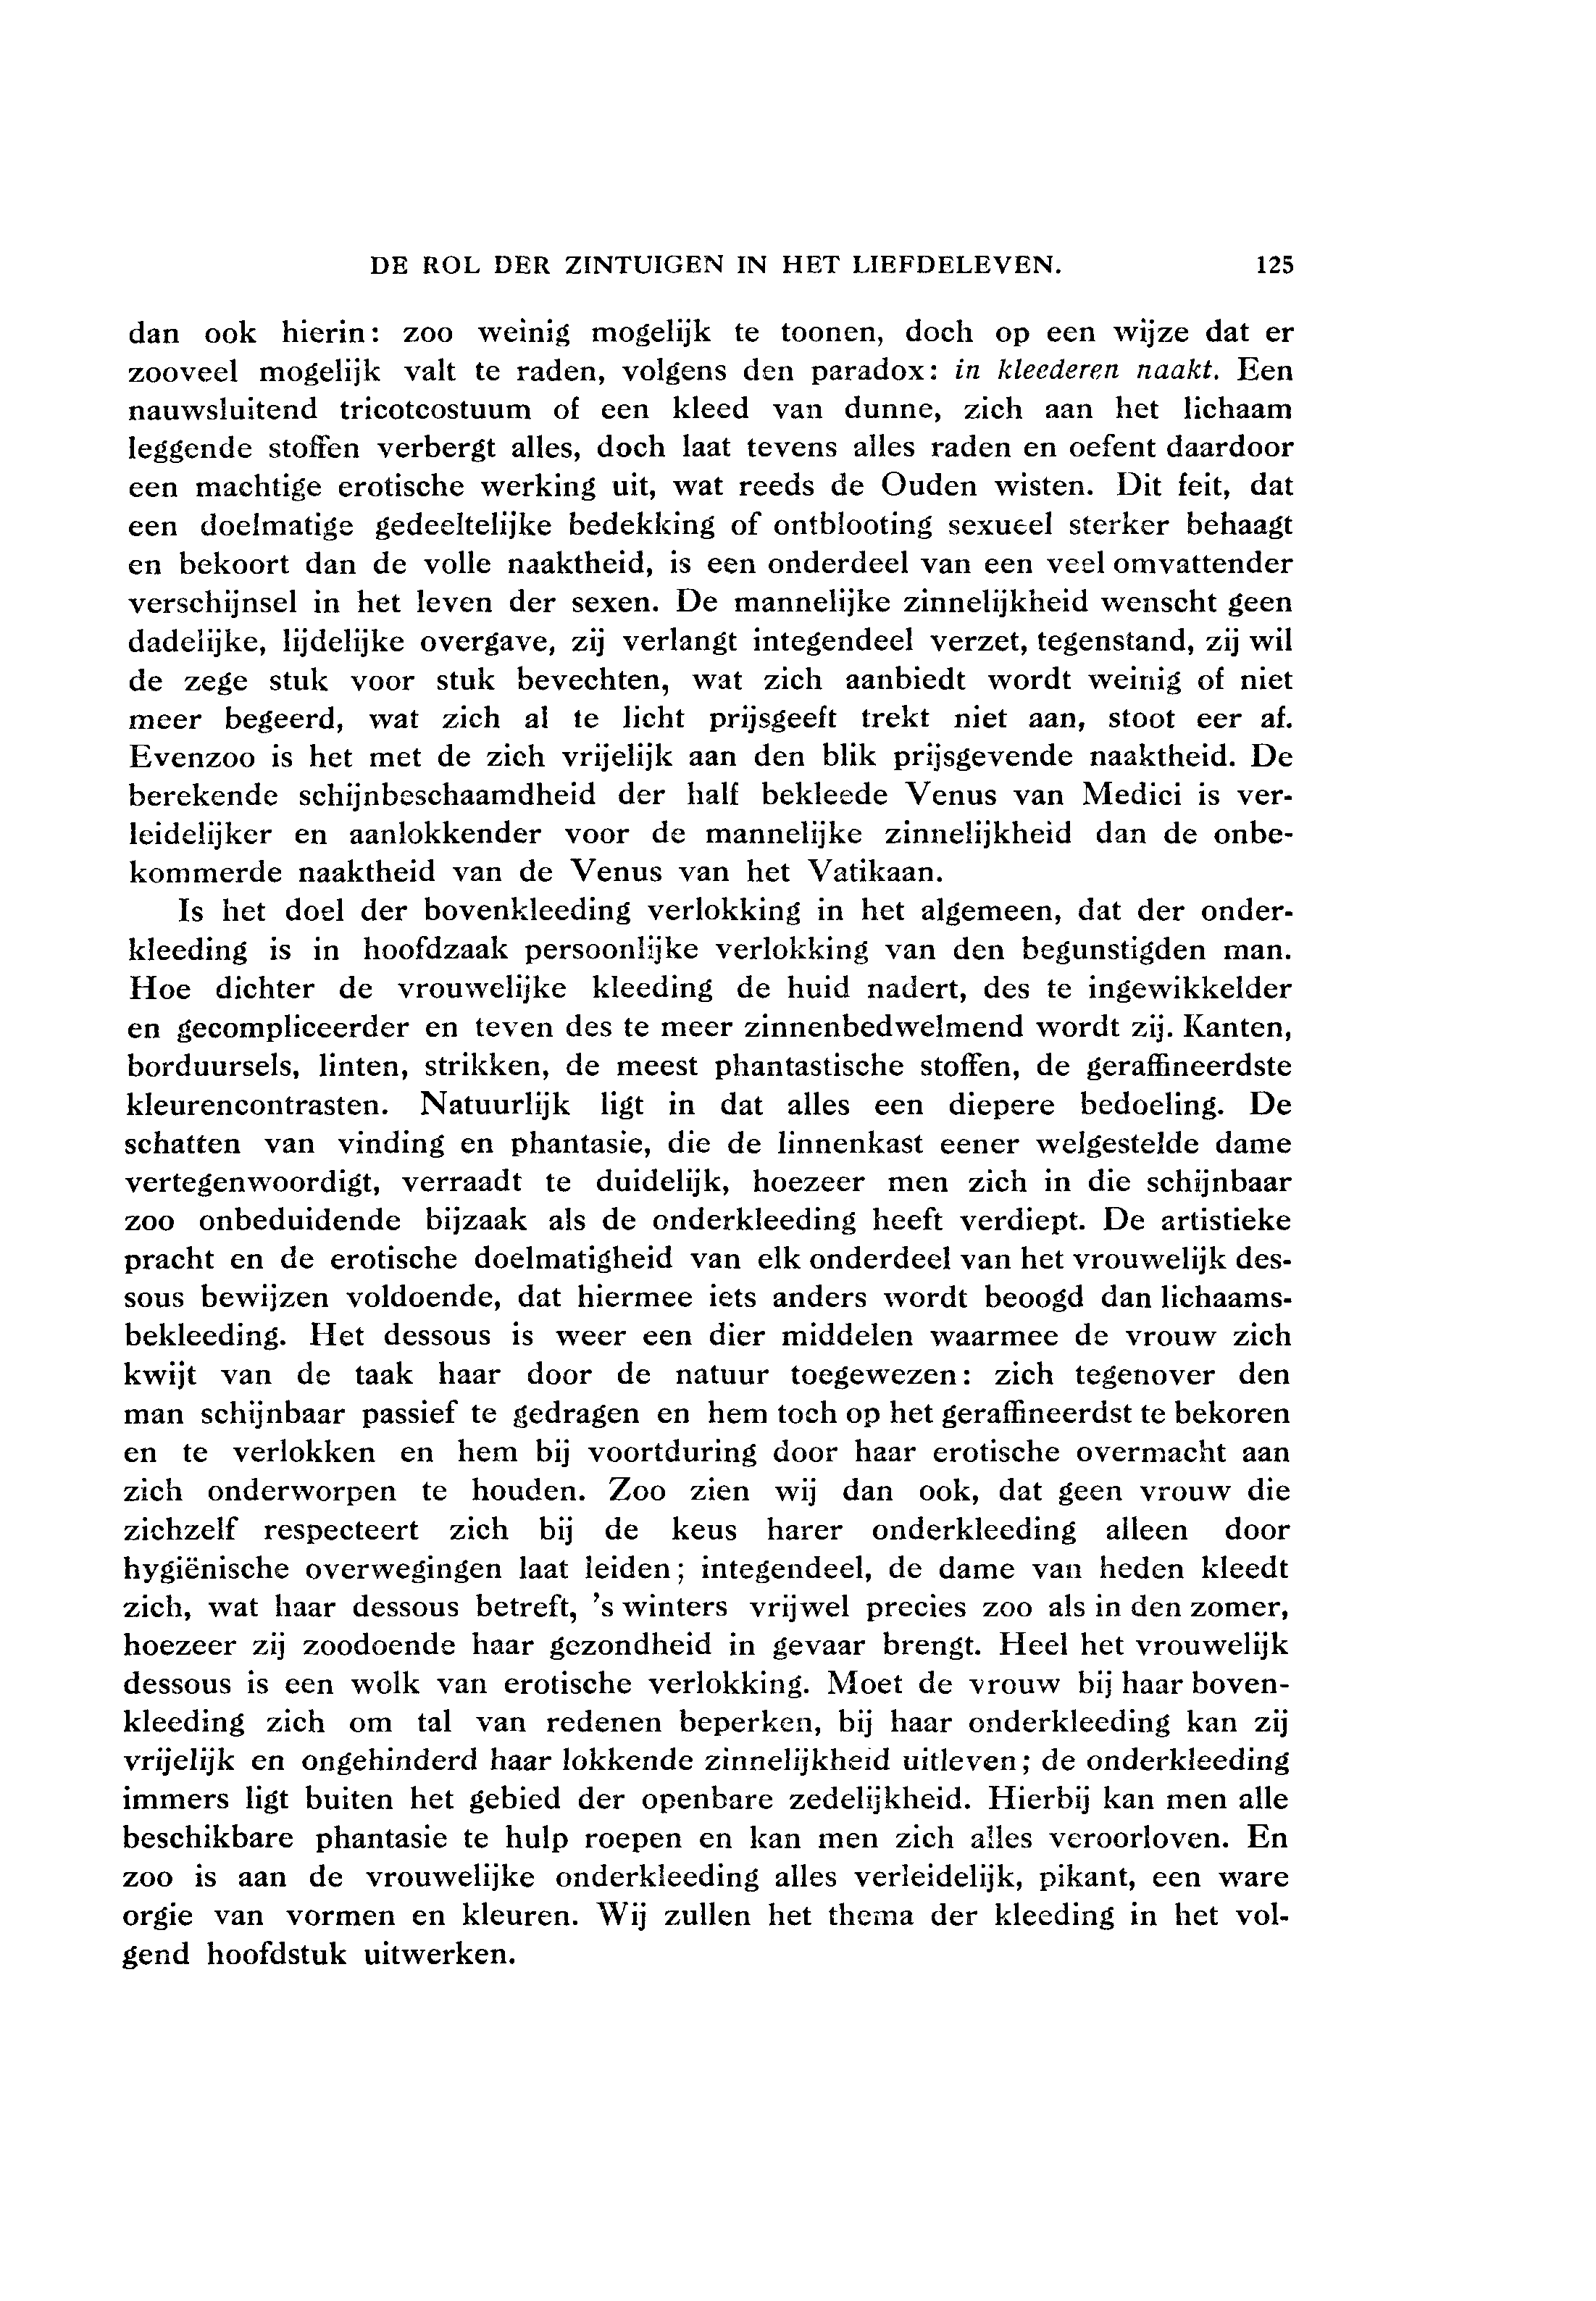 DE ROL DER ZINTUIGEN IN HET LIEFDELEVEN. 125
dan ook hierin: zoo weinig mogelijk te toonen, doch op een wijze dat er
zooveel mogelijk valt te raden, volgens den paradox: in kleederen naakt. Een
nauwsluitend tricotcostuum of een kleed van dunne, zich aan het lichaam
leggende stoffen verbergt alles, doch laat tevens alles raden en oefent daardoor
een machtige erotische werking uit, wat reeds de Ouden wisten. Dit feit, dat
een doelmatige gedeeltelijke bedekking of ontblooting sexueel sterker behaagt
en bekoort dan de volle naaktheid, is een onderdeel van een veel omvattender
verschijnsel in het leven der sexen. De mannelijke zinnelijkheid wenscht geen
dadelijke, lijdelijke overgave, zij verlangt integendeel verzet, tegenstand, zij wil
de zege stuk voor stuk bevechten, wat zich aanbiedt wordt weinig of niet
meer begeerd, wat zich al te licht prijsgeeft trekt niet aan, stoot eer af.
Evenzoo is het met de zich vrijelijk aan den blik prijsgevende naaktheid. De
berekende schijnbeschaamdheid der half bekleede Venus van Medici is ver-
leidelijker en aanlokkender voor de mannelijke zinnelijkheid dan de onbe-
kommerde naaktheid van de Venus van het Vatikaan.
Is het doel der bovenkleeding verlokking in het algemeen, dat der onder-
kleeding is in hoofdzaak persoonlijke verlokking van den begunstigden man.
Hoe dichter de vrouwelijke kleeding de huid nadert, des te ingewikkelder
en gecompliceerder en teven des te meer zinnenbedwelmend wordt zij. Kanten,
borduursels, linten, strikken, de meest phantastische stoffen, de geraffineerdste
kleurencontrasten. Natuurlijk ligt in dat alles een diepere bedoeling. De
schatten van vinding en phantasie, die de linnenkast eener welgestelde dame
vertegenwoordigt, verraadt te duidelijk, hoezeer men zich in die schijnbaar
zoo onbeduidende bijzaak als de onderkleeding heeft verdiept. De artistieke
pracht en de erotische doelmatigheid van elk onderdeel van het vrouwelijk des-
sous bewijzen voldoende, dat hiermee iets anders wordt beoogd dan lichaams-
bekleeding. Het dessous is weer een dier middelen waarmee de vrouw zich
kwijt van de taak haar door de natuur toegewezen: zich tegenover den
man schijnbaar passief te gedragen en hem toch op het geraffineerdst te bekoren
en te verlokken en hem bij voortduring door haar erotische overmacht aan
zich onderworpen te houden. Zoo zien wij dan ook, dat geen vrouw die
zichzelf respecteert zich bij de keus harer onderkleeding alleen door
hygiënische overwegingen laat leiden; integendeel, de dame van heden kleedt
zich, wat haar dessous betreft, 's winters vrijwel precies zoo als in den zomer,
hoezeer zij zoodoende haar gezondheid in gevaar brengt. Heel het vrouwelijk
dessous is een wolk van erotische verlokking. Moet de vrouw bij haar boven-
kleeding zich om tal van redenen beperken, bij haar onderkleeding kan zij
vrijelijk en ongehinderd haar lokkende zinnelijkheid uitleven; de onderkleeding
immers ligt buiten het gebied der openbare zedelijkheid. Hierbij kan men alle
beschikbare phantasie te hulp roepen en kan men zich alles veroorloven. En
zoo is aan de vrouwelijke onderkleeding alles verleidelijk, pikant, een ware
orgie van vormen en kleuren. Wij zullen het thema der kleeding in het vol-
gend hoofdstuk uitwerken.